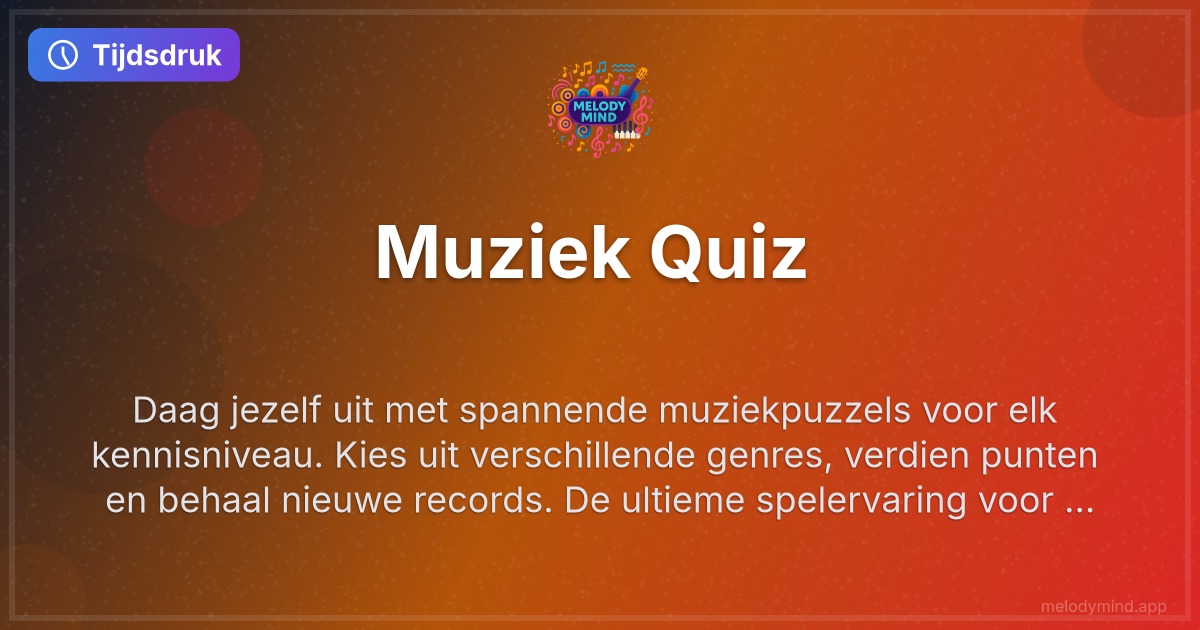 Tijdsdruk
MELODY
MIND
Muziek Quiz
Daag jezelf uit met spannende muziekpuzzels voor elk
kennisniveau. Kies uit verschillende genres, verdien punten
en behaal nieuwe records. De ultieme spelervaring voor ...
melodymind.app